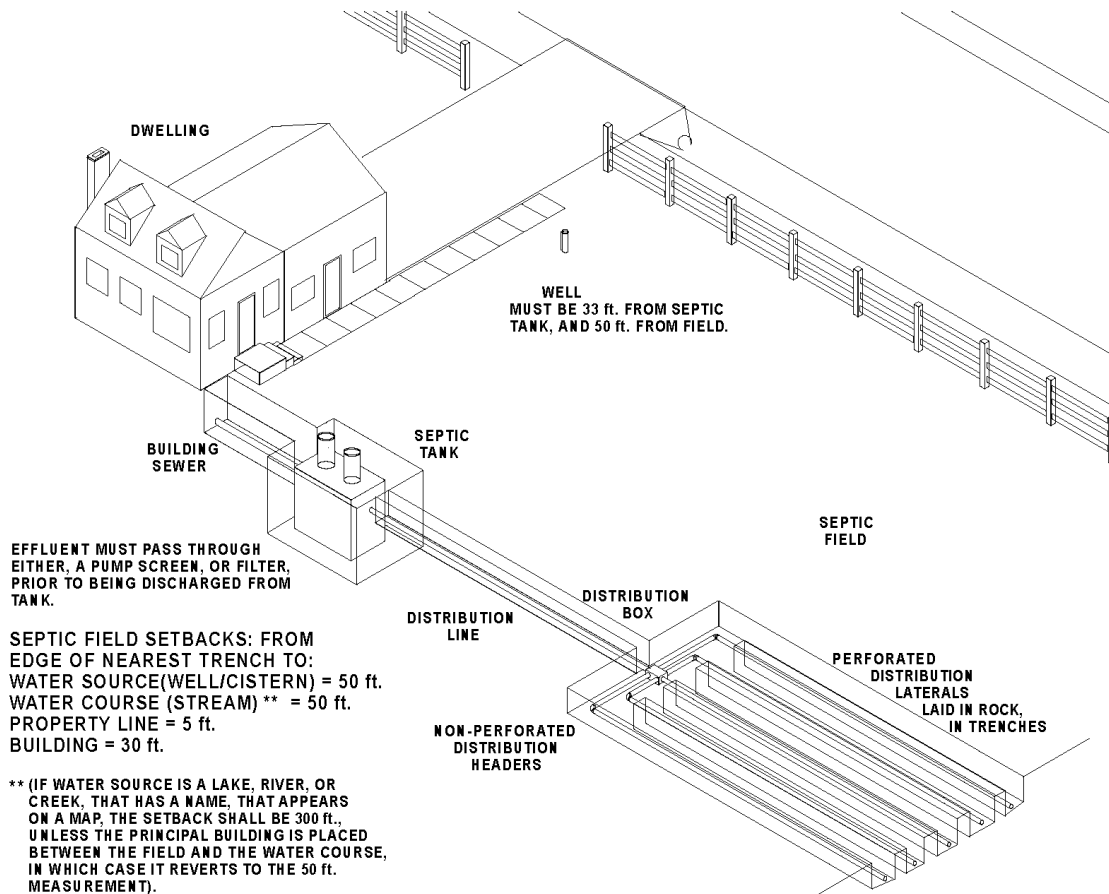 DWELLING
WELL
MUST BE 33 ft. FROM SEPTIC
TANK, AND 50 ft. FROM FIELD.
BUILDING
SEWER
SEPTIC
TANK
SEPTIC
FIELD
EFFLUENT MUST PASS THROUGH
EITHER, A PUMP SCREEN, OR FILTER,
PRIOR TO BEING DISCHARGED FROM
TANK.
DISTRIBUTION
BOX
DISTRIBUTION
LINE
SEPTIC FIELD SETBACKS: FROM
EDGE OF NEAREST TRENCH TO:
WATER SOURCE(WELL/CISTERN) = 50 ft.
WATER COURSE (STREAM) ** = 50 ft.
PROPERTY LINE = 5 ft.
BUILDING = 30 ft.
PERFORATED
DISTRIBUTION
LATERALS
LAID IN ROCK,
IN TRENCHES
NON-PERFORATED
DISTRIBUTION
HEADERS
** (IF WATER SOURCE IS A LAKE, RIVER, OR
CREEK, THAT HAS A NAME, THAT APPEARS
ON A MAP, THE SETBACK SHALL BE 300 ft.,
UNLESS THE PRINCIPAL BUILDING IS PLACED
BETWEEN THE FIELD AND THE WATER COURSE,
IN WHICH CASE IT REVERTS TO THE 50 ft.
MEASUREMENT).